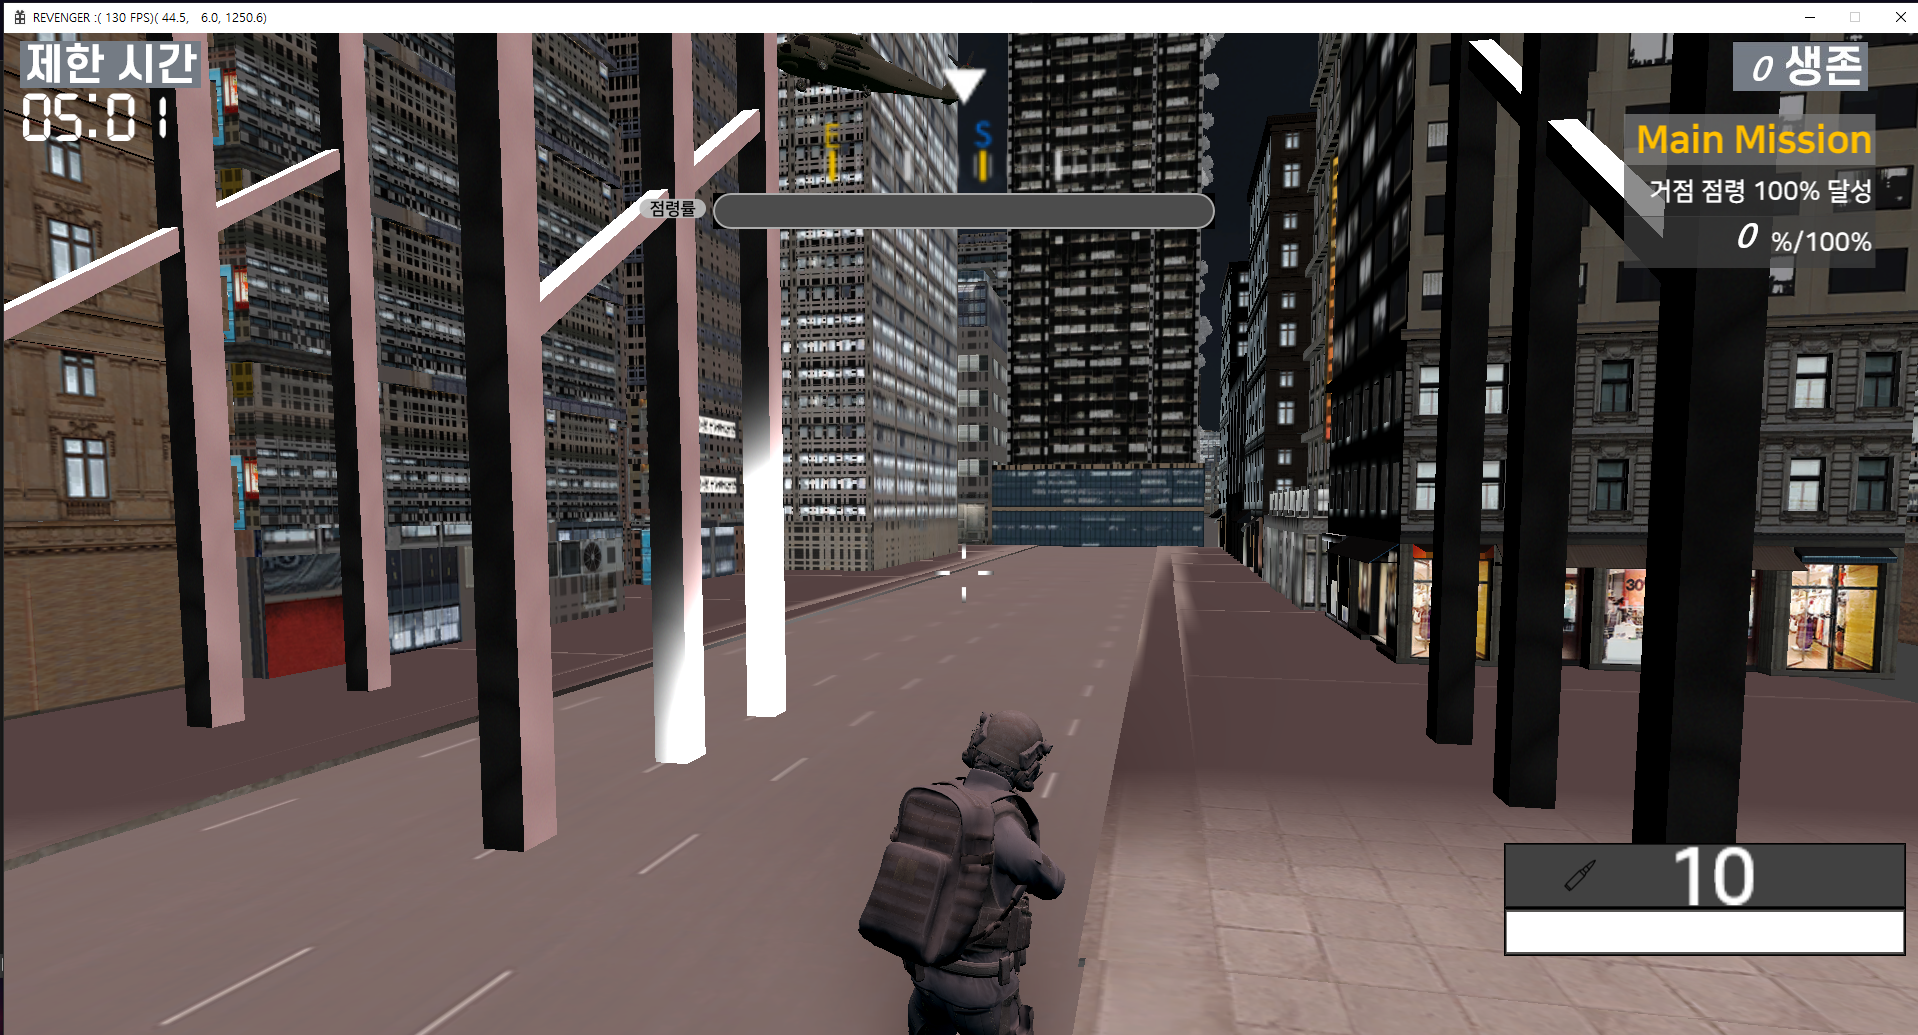 REVENGER :( 130 FPS)( 44.5, 6.0, 1250.6)
제한 시간
05:01
0 생존
E
S
Main Mission
점령률
거점 점령 100% 달성
0 %/100%
30
10